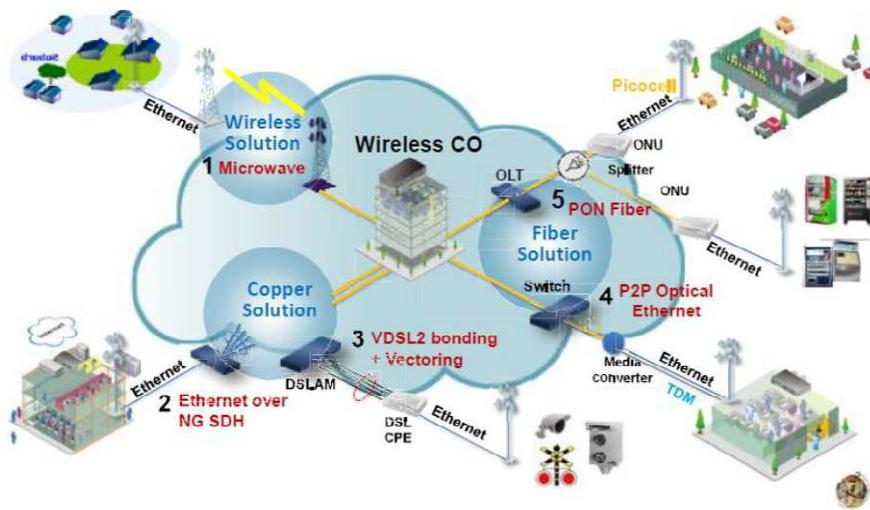 Suburb
Ethernet
Wireless
Solution
1 Microwave
Wireless CO
Picocell
Ethernet
ONU
Splitter
OLT
ONU
5
PON Fiber
Ethernet
Fiber
Solution
Copper
Solution
Switch
4 P2P Optical
Ethernet
3 VDSL2 bonding
+ Vectoring
Media
converter
Ethernet
TDM
Ethernet
2 Ethernet over
NG SDH
DSLAM
DSL
CPE
Ethernet